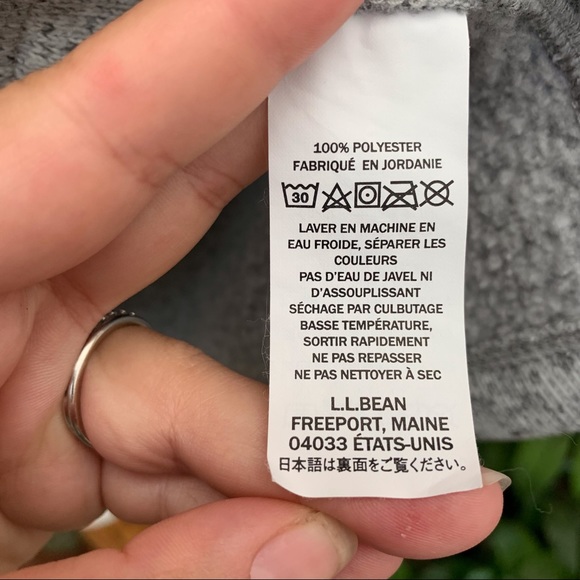 100% POLYESTER
FABRIQUÉ EN JORDANIE
30
LAVER EN MACHINE EN
EAU FROIDE, SÉPARER LES
COULEURS
PAS D'EAU DE JAVEL NI
D'ASSOUPLISSANT
SÉCHAGE PAR CULBUTAGE
BASSE TEMPÉRATURE,
SORTIR RAPIDEMENT
NE PAS REPASSER
NE PAS NETTOYER À SEC
L.L.BEAN
FREEPORT, MAINE
04033 ÉTATS-UNIS
日本語は裏面をご覧ください。